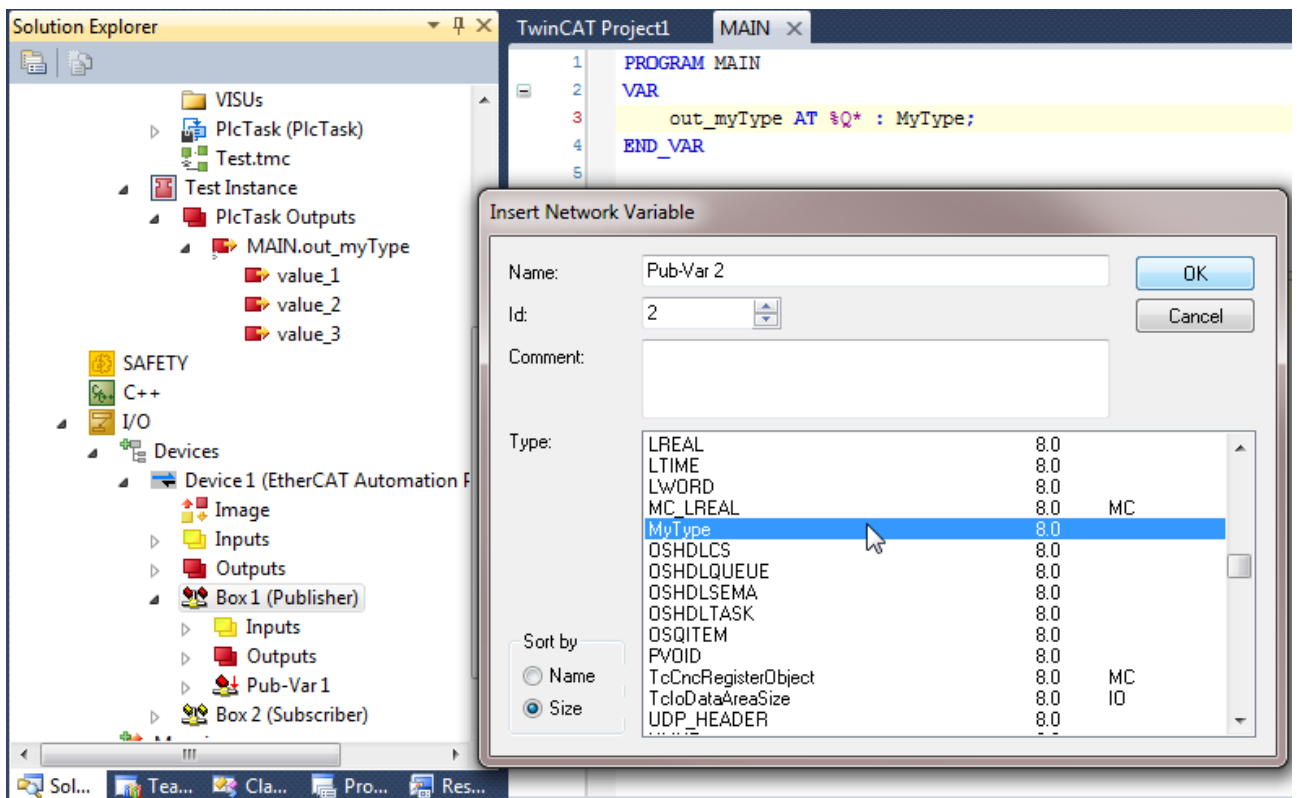 Solution Explorer
VISUs
PlcTask (PlcTask)
Test.tmc
Test Instance
PlcTask Outputs
MAIN.out_myType
value_1
value_2
value_3
SAFETY
C++
I/O
Devices
Device 1 (EtherCAT Automation P
Image
Inputs
Outputs
Box 1 (Publisher)
Inputs
Outputs
Pub-Var 1
Box 2 (Subscriber)
Sol... Tea... Cla... Pro... Res...
TwinCAT Project1 MAIN
1 PROGRAM MAIN
2 VAR
3 out_myType AT %Q* : MyType;
4 END_VAR
5
Insert Network Variable
Name: Pub-Var 2 OK
Id: 2 Cancel
Comment:
Type:
LREAL 8.0
LTIME 8.0
LWORD 8.0
MC_LREAL 8.0 MC
MyType 8.0
OSHDLCS 8.0
OSHDLQUEUE 8.0
OSHDLSEMA 8.0
OSHDLTASK 8.0
OSQITEM 8.0
PVOID 8.0
TcCncRegisterObject 8.0 MC
TcIoDataAreaSize 8.0 IO
UDP_HEADER 8.0
Sort by
Name
Size